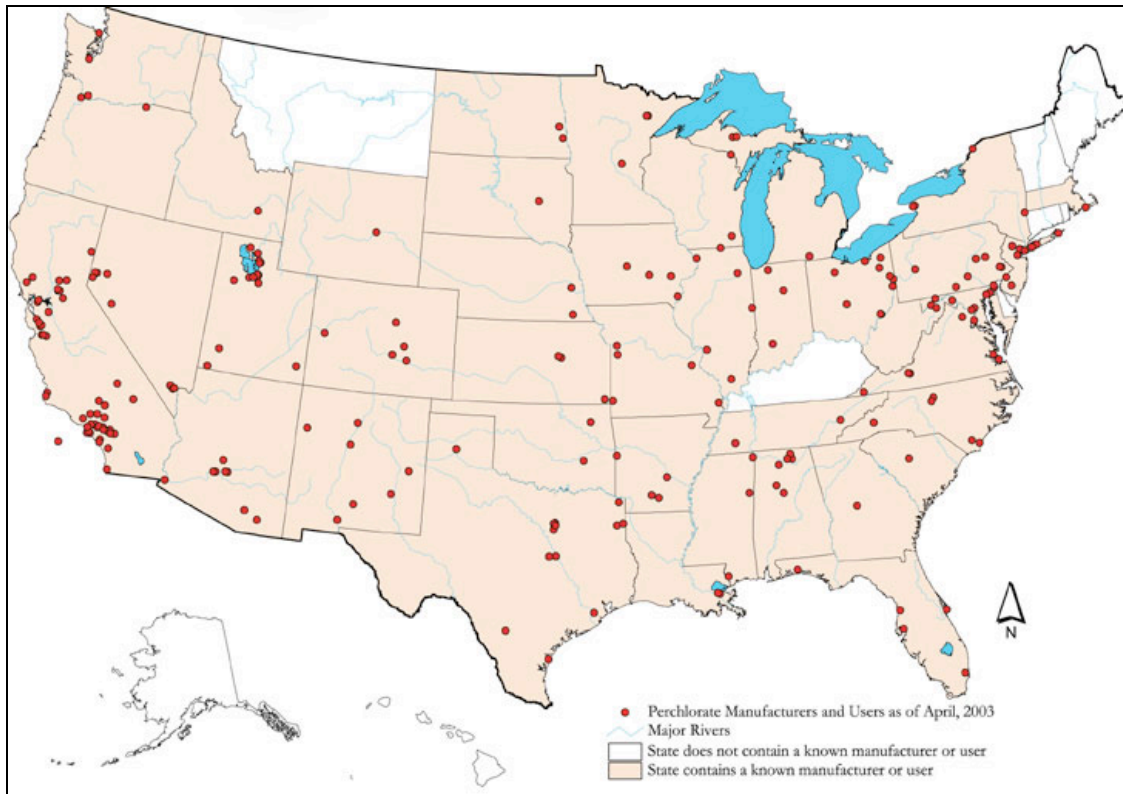 N
Perchlorate Manufacturers and Users as of April, 2003
Major Rivers
State does not contain a known manufacturer or user
State contains a known manufacturer or user